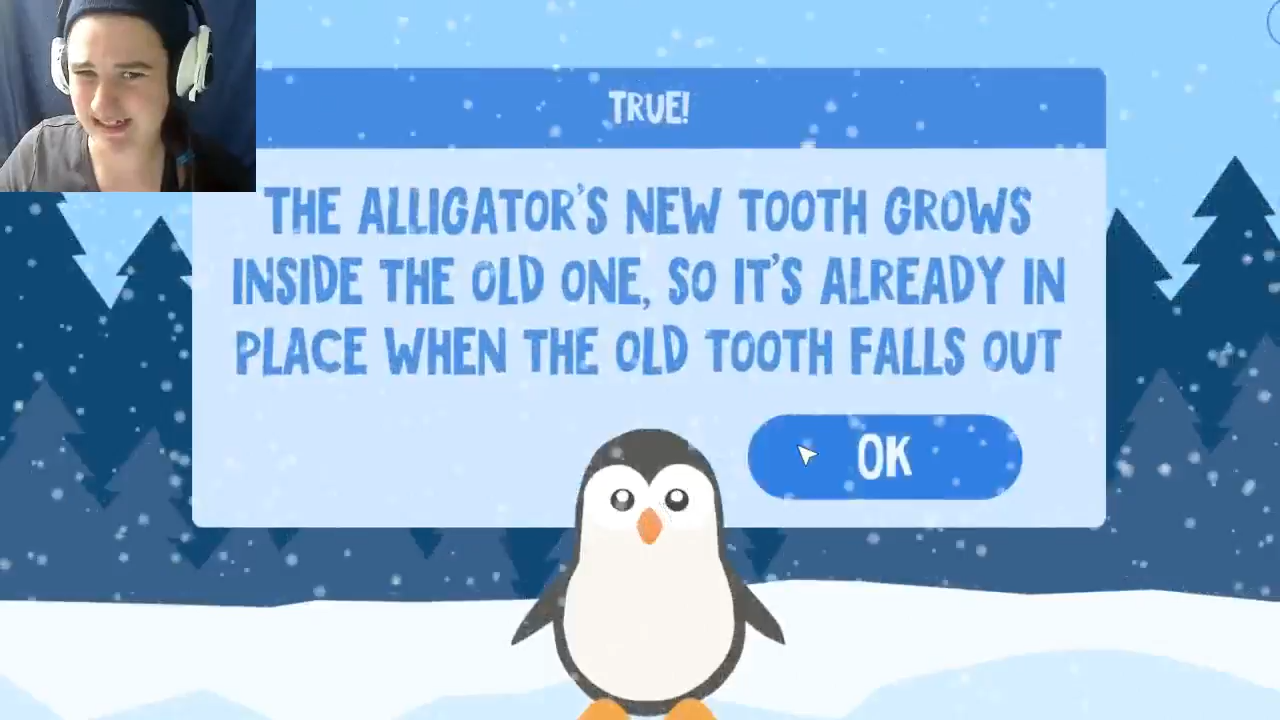 TRUE!
THE ALLIGATOR'S NEW TOOTH GROWS
INSIDE THE OLD ONE, SO IT'S ALREADY IN
PLACE WHEN THE OLD TOOTH FALLS OUT
OK